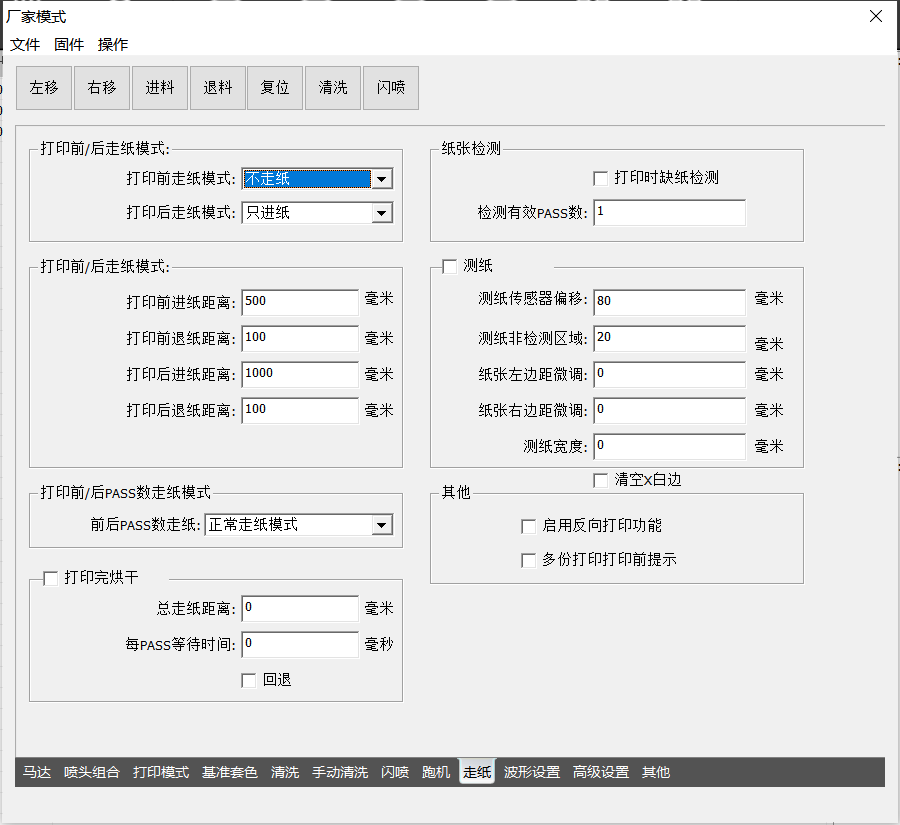 厂家模式
文件 固件 操作
左移 右移 进料 退料 复位 清洗 闪喷
打印前/后走纸模式:
打印前走纸模式: 不走纸
打印后走纸模式: 只进纸
纸张检测
打印时缺纸检测
检测有效PASS数: 1
打印前/后走纸模式:
打印前进纸距离: 500 毫米
打印前退纸距离: 100 毫米
打印后进纸距离: 1000 毫米
打印后退纸距离: 100 毫米
测纸
测纸传感器偏移: 80 毫米
测纸非检测区域: 20 毫米
纸张左边距微调: 0 毫米
纸张右边距微调: 0 毫米
测纸宽度: 0 毫米
清空X白边
打印前/后PASS数走纸模式
前后PASS数走纸: 正常走纸模式
其他
启用反向打印功能
多份打印打印前提示
打印完烘干
总走纸距离: 0 毫米
每PASS等待时间: 0 毫秒
回退
马达 喷头组合 打印模式 基准套色 清洗 手动清洗 闪喷 跑机 走纸 波形设置 高级设置 其他